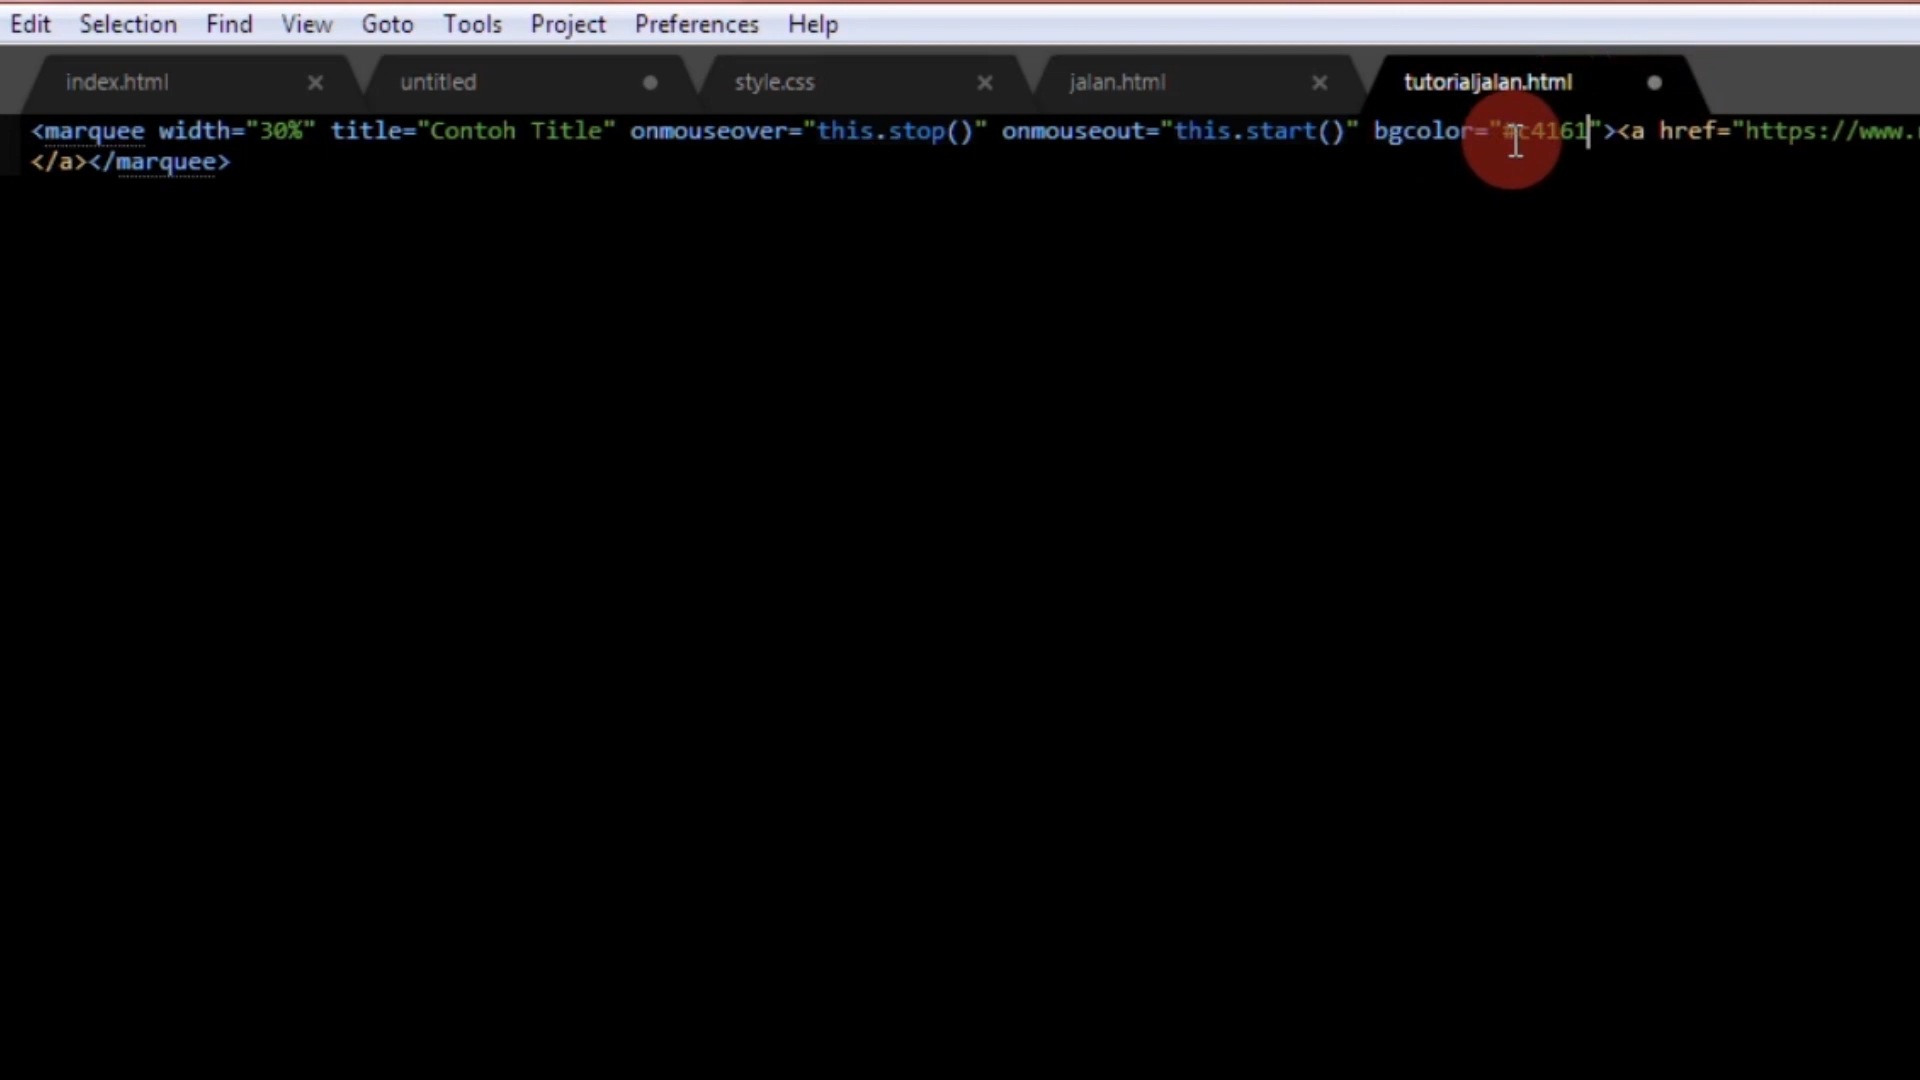 Edit Selection Find View Goto Tools Project Preferences Help
index.html untitled style.css jalan.html tutorialjalan.html
<marquee width="30%" title="Contoh Title" onmouseover="this.stop()" onmouseout="this.start()" bgcolor="#c4161"><a href="https://www.
</a></marquee>